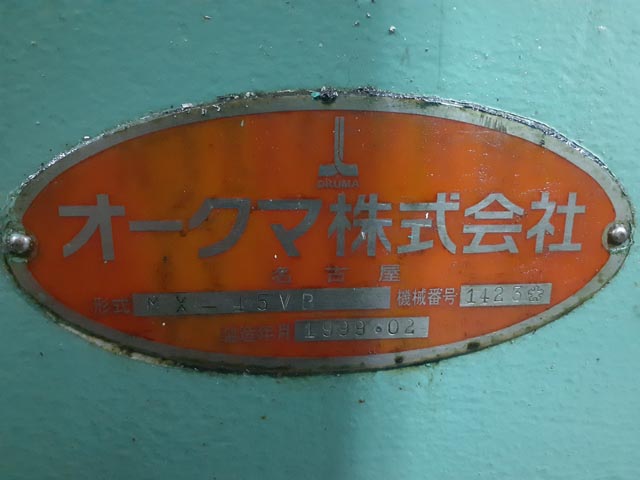 OKUMA
オークマ株式会社
名古屋
形式 MX-45VB 機械番号 1423
製造年月 1999.02